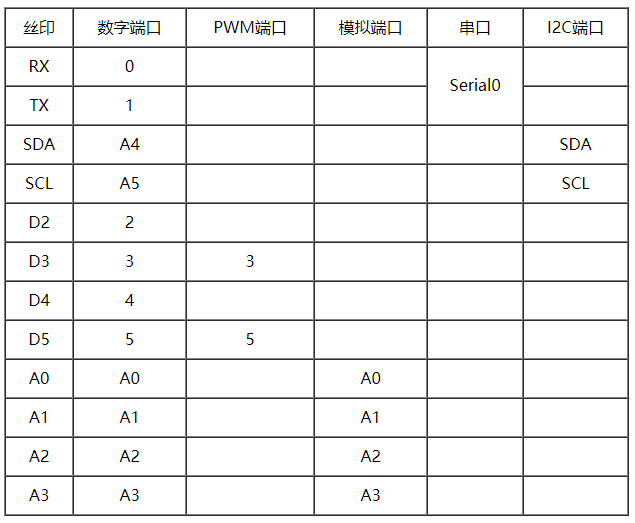 丝印 数字端口 PWM端口 模拟端口 串口 I2C端口
RX 0 Serial0
TX 1
SDA A4 SDA
SCL A5 SCL
D2 2
D3 3 3
D4 4
D5 5 5
A0 A0 A0
A1 A1 A1
A2 A2 A2
A3 A3 A3